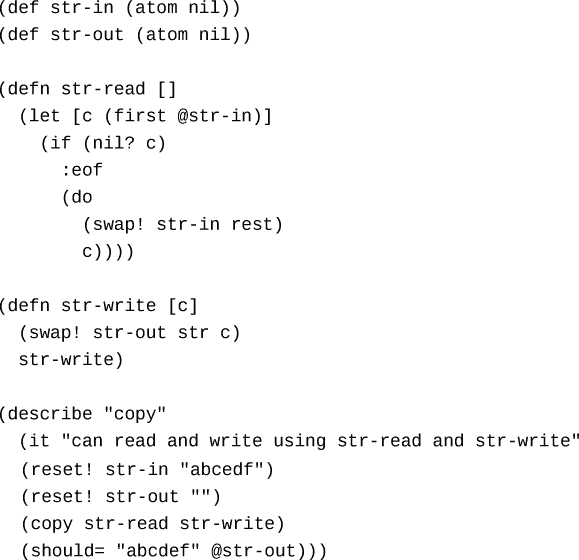 (def str-in (atom nil))
(def str-out (atom nil))
(defn str-read []
(let [c (first @str-in)]
(if (nil? c)
:eof
(do
(swap! str-in rest)
c))))
(defn str-write [c]
(swap! str-out str c)
str-write)
(describe "copy"
(it "can read and write using str-read and str-write"
(reset! str-in "abcedf")
(reset! str-out "")
(copy str-read str-write)
(should= "abcdef" @str-out)))